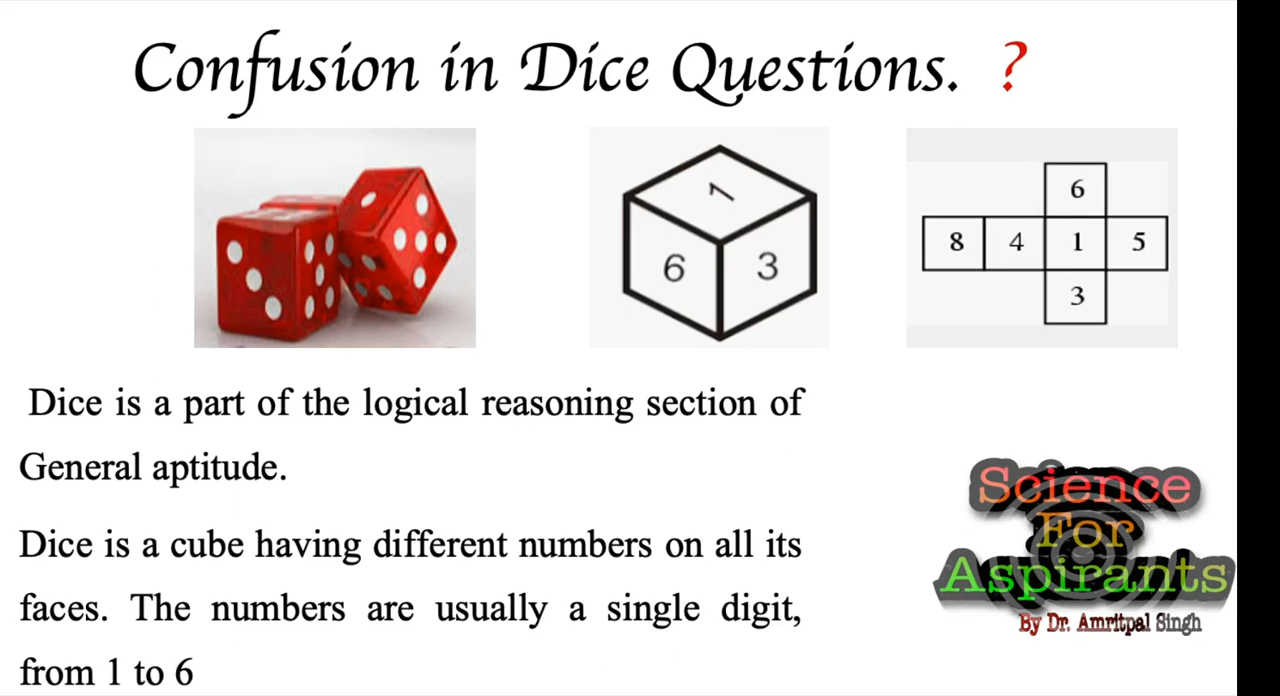 Confusion in Dice Questions. ?
1
6 3
6
8 4 1 5
3
Dice is a part of the logical reasoning section of
General aptitude.
Dice is a cube having different numbers on all its
faces. The numbers are usually a single digit,
from 1 to 6
Science
For
Aspirants
By Dr. Amritpal Singh